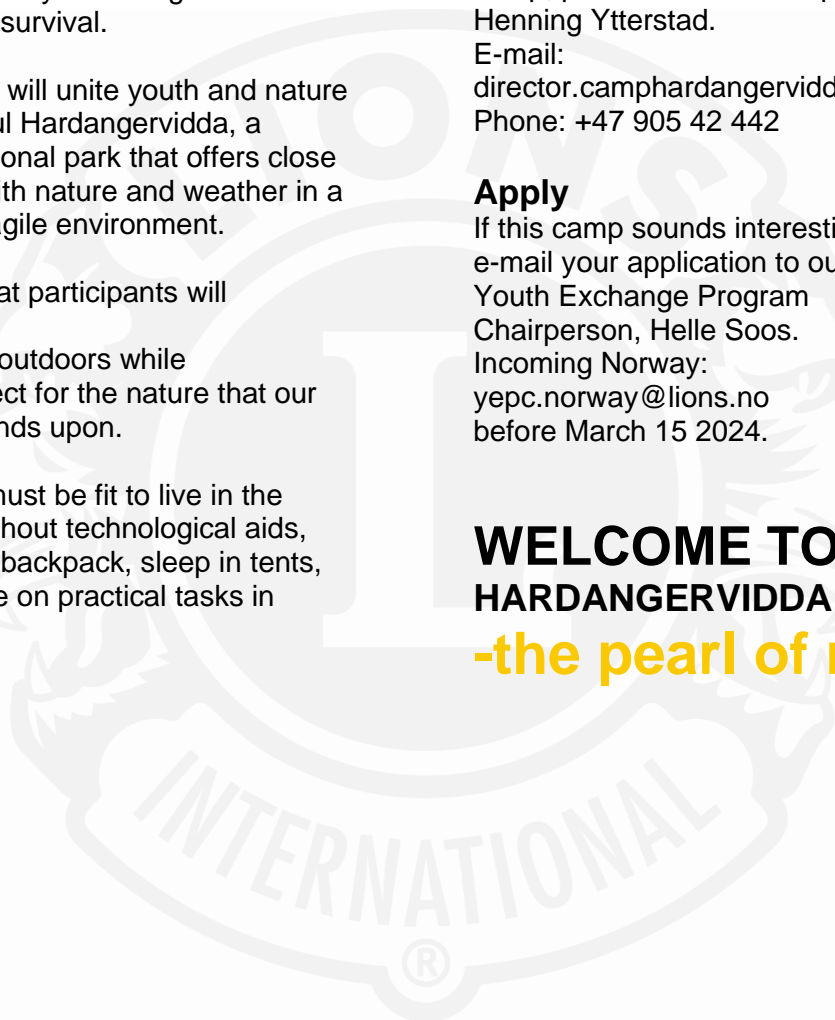 survival.
will unite youth and nature
ul Hardangervidda, a
onal park that offers close
ith nature and weather in a
agile environment.
at participants will
outdoors while
ect for the nature that our
nds upon.
must be fit to live in the
hout technological aids,
backpack, sleep in tents,
e on practical tasks in
Henning Ytterstad.
E-mail:
director.camphardangervidd
Phone: +47 905 42 442
Apply
If this camp sounds interesti
e-mail your application to ou
Youth Exchange Program
Chairperson, Helle Soos.
Incoming Norway:
yepc.norway@lions.no
before March 15 2024.
WELCOME TO
HARDANGERVIDDA
-the pearl of
LIONS
L
INTERNATIONAL
®